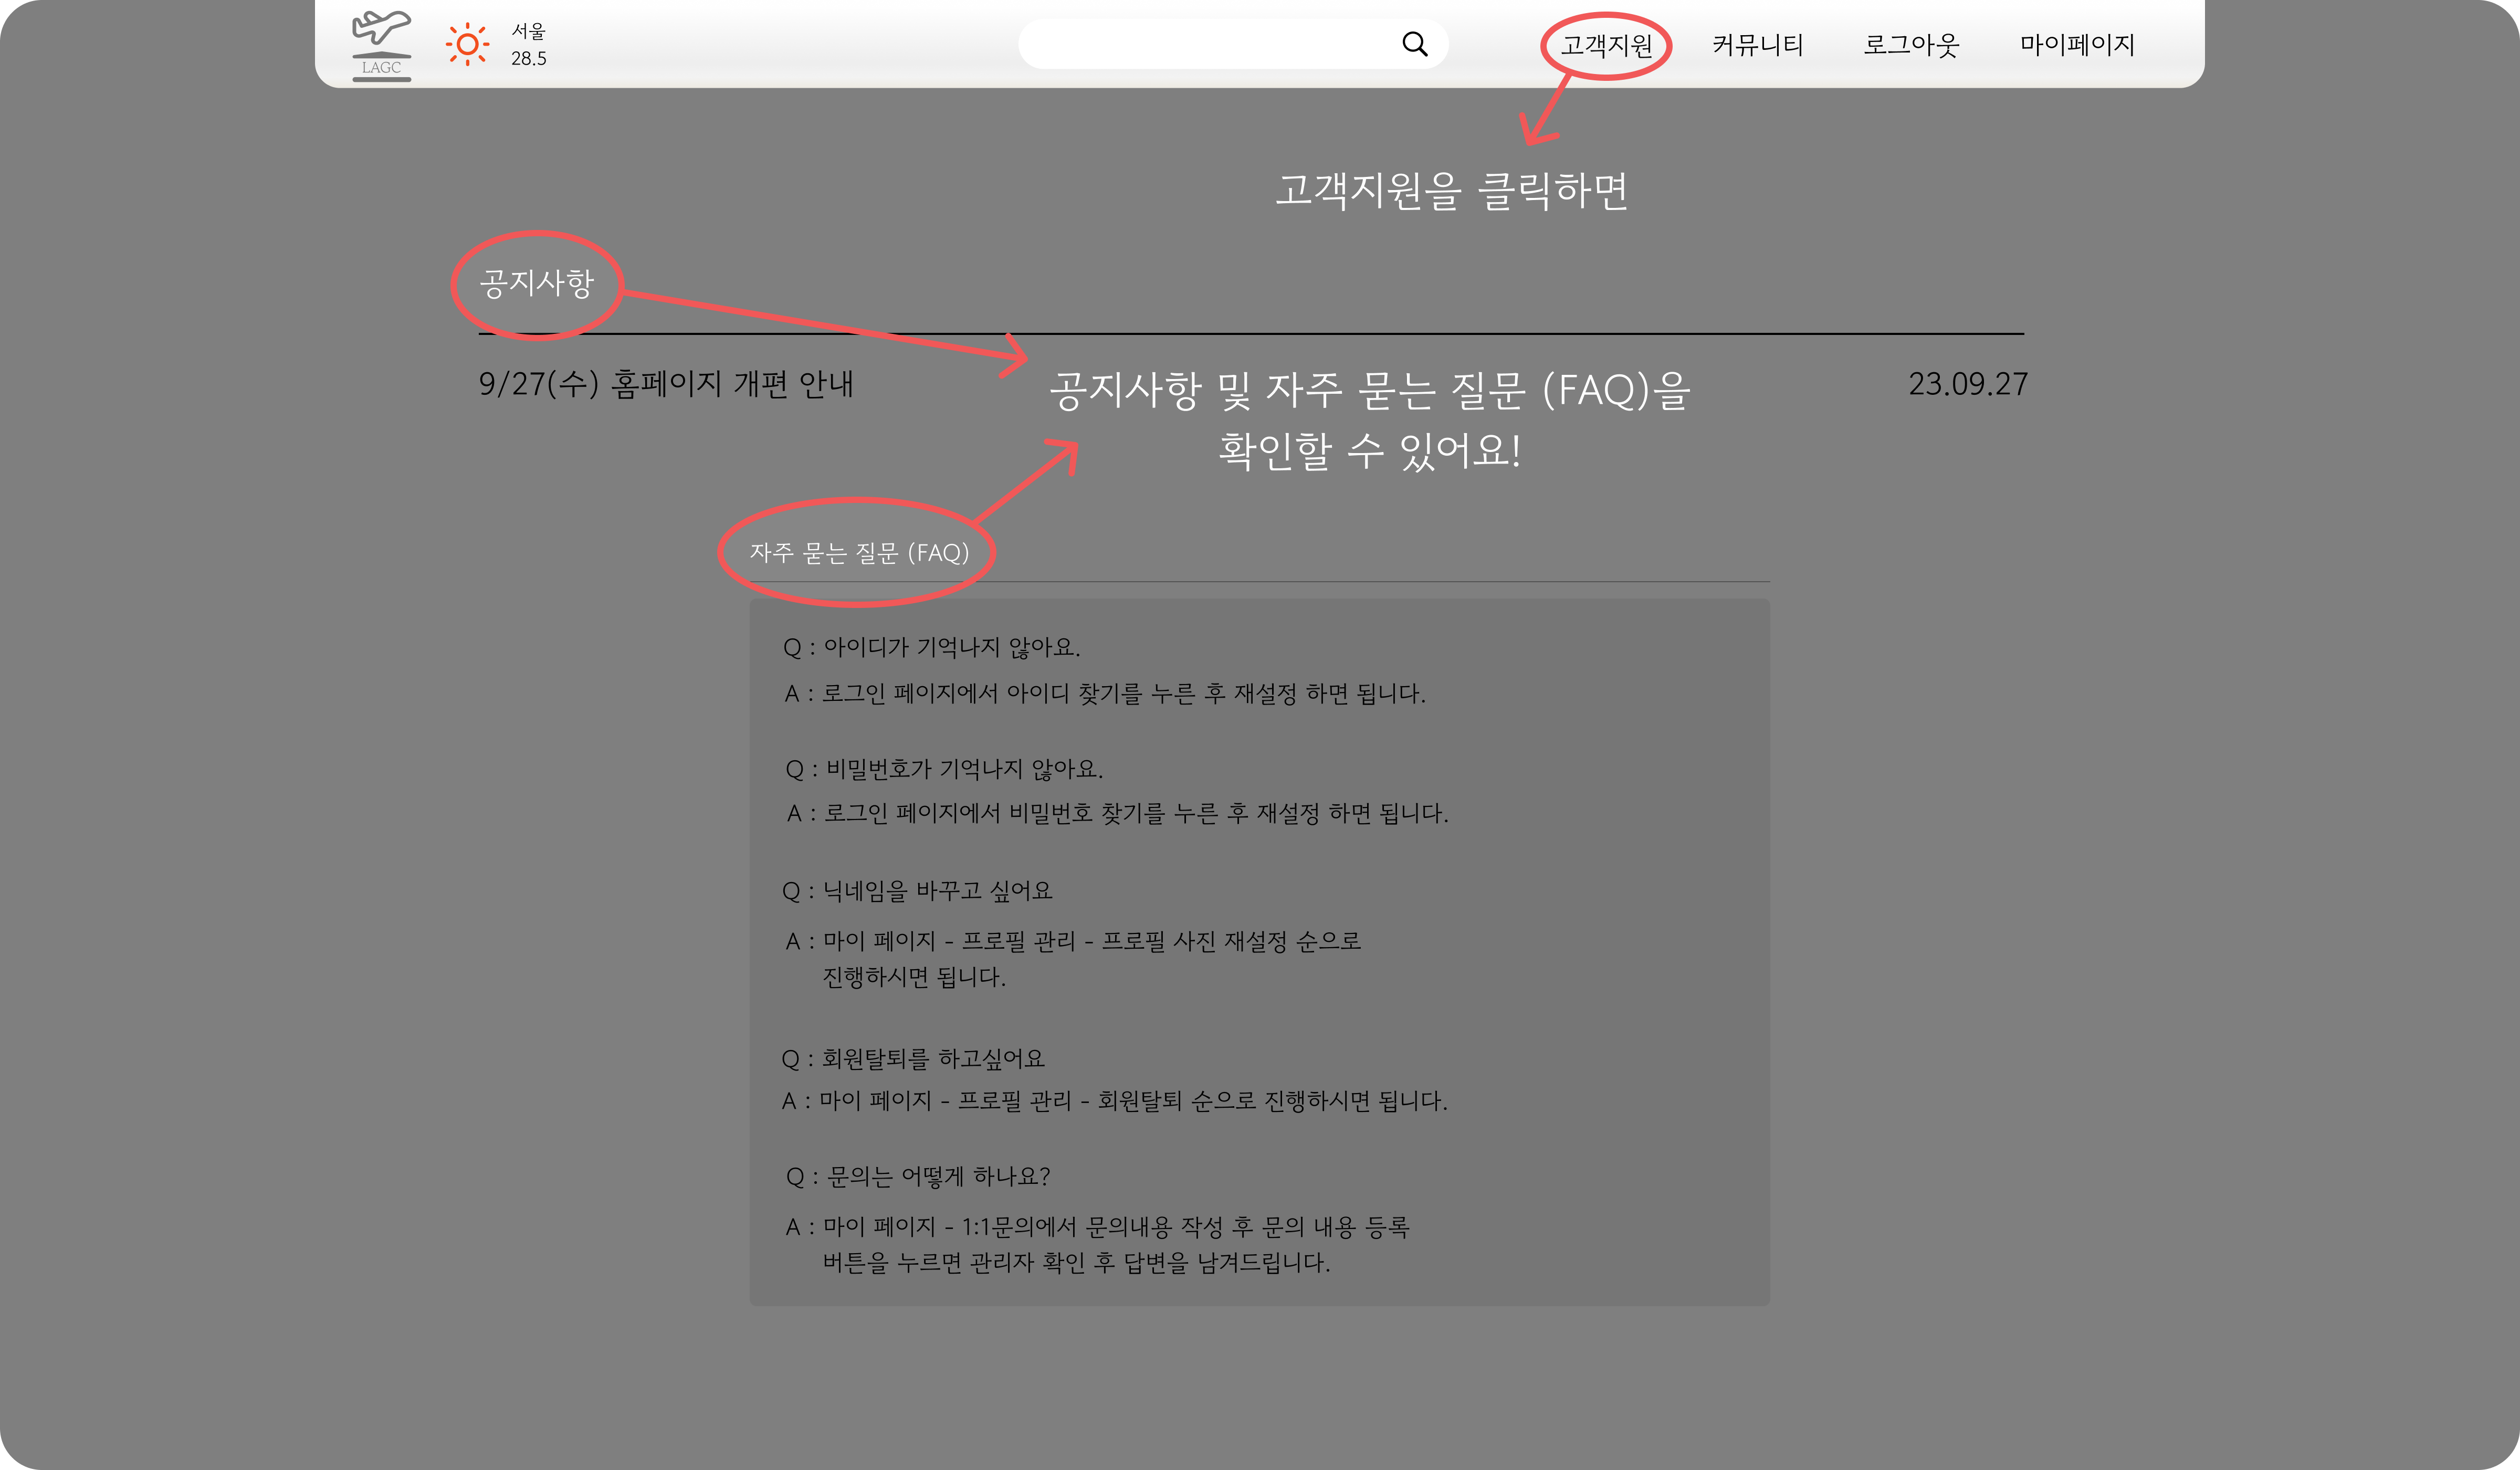 LAGC
서울
28.5
고객지원
커뮤니티
로그아웃
마이페이지
고객지원을 클릭하면
공지사항
9/27(수) 홈페이지 개편 안내
23.09.27
공지사항 및 자주 묻는 질문 (FAQ)을
확인할 수 있어요!
자주 묻는 질문 (FAQ)
Q : 아이디가 기억나지 않아요.
A : 로그인 페이지에서 아이디 찾기를 누른 후 재설정 하면 됩니다.
Q : 비밀번호가 기억나지 않아요.
A : 로그인 페이지에서 비밀번호 찾기를 누른 후 재설정 하면 됩니다.
Q : 닉네임을 바꾸고 싶어요
A : 마이 페이지 - 프로필 관리 - 프로필 사진 재설정 순으로
진행하시면 됩니다.
Q : 회원탈퇴를 하고싶어요
A : 마이 페이지 - 프로필 관리 - 회원탈퇴 순으로 진행하시면 됩니다.
Q : 문의는 어떻게 하나요?
A : 마이 페이지 - 1:1문의에서 문의내용 작성 후 문의 내용 등록
버튼을 누르면 관리자 확인 후 답변을 남겨드립니다.